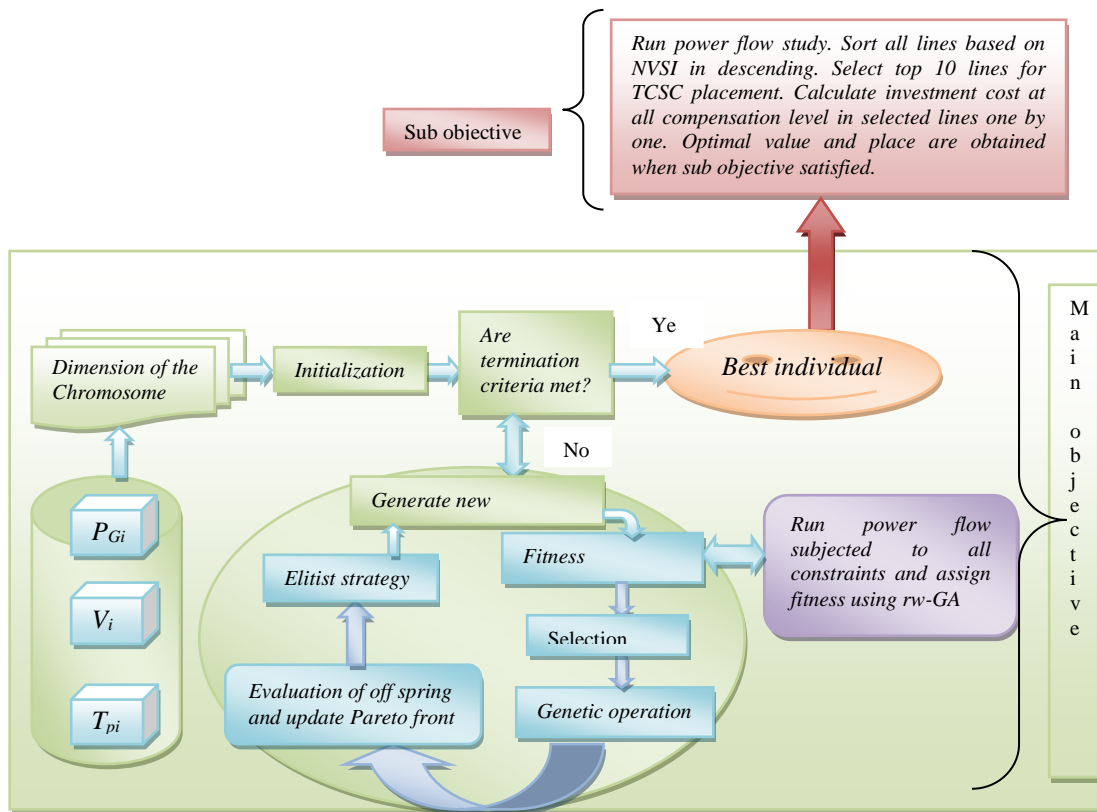 Run power flow study. Sort all lines based on
NVSI in descending. Select top 10 lines for
TCSC placement. Calculate investment cost at
all compensation level in selected lines one by
one. Optimal value and place are obtained
when sub objective satisfied.
Sub objective
Main objective
Are
termination
criteria met?
Ye
Best individual
Dimension of the
Chromosome
Initialization
No
Generate new
P_Gi
V_i
T_pi
Elitist strategy
Fitness
Run power flow
subjected to all
constraints and assign
fitness using rw-GA
Selection
Evaluation of off spring
and update Pareto front
Genetic operation